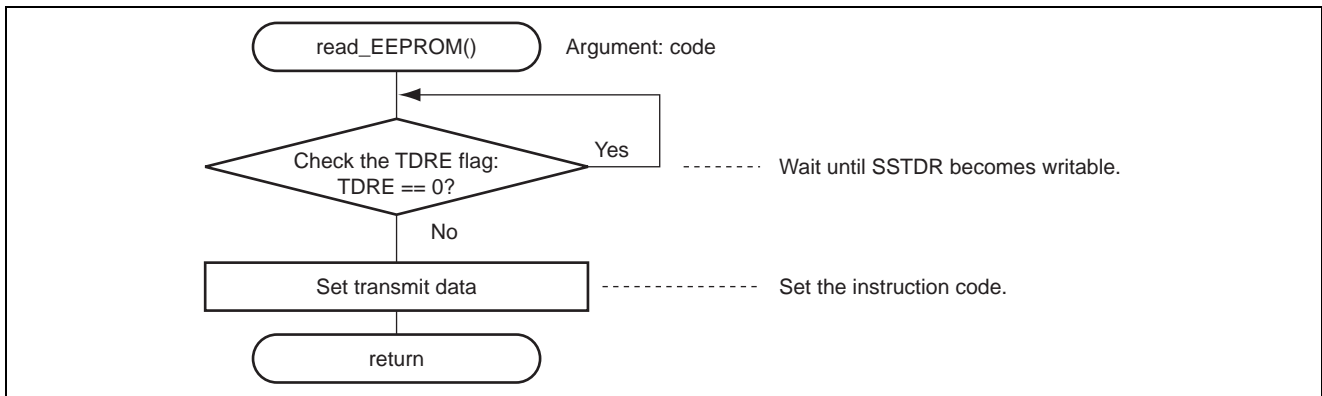 read_EEPROM()
Argument: code
Check the TDRE flag:
TDRE == 0?
Yes
Wait until SSTDR becomes writable.
No
Set transmit data
Set the instruction code.
return